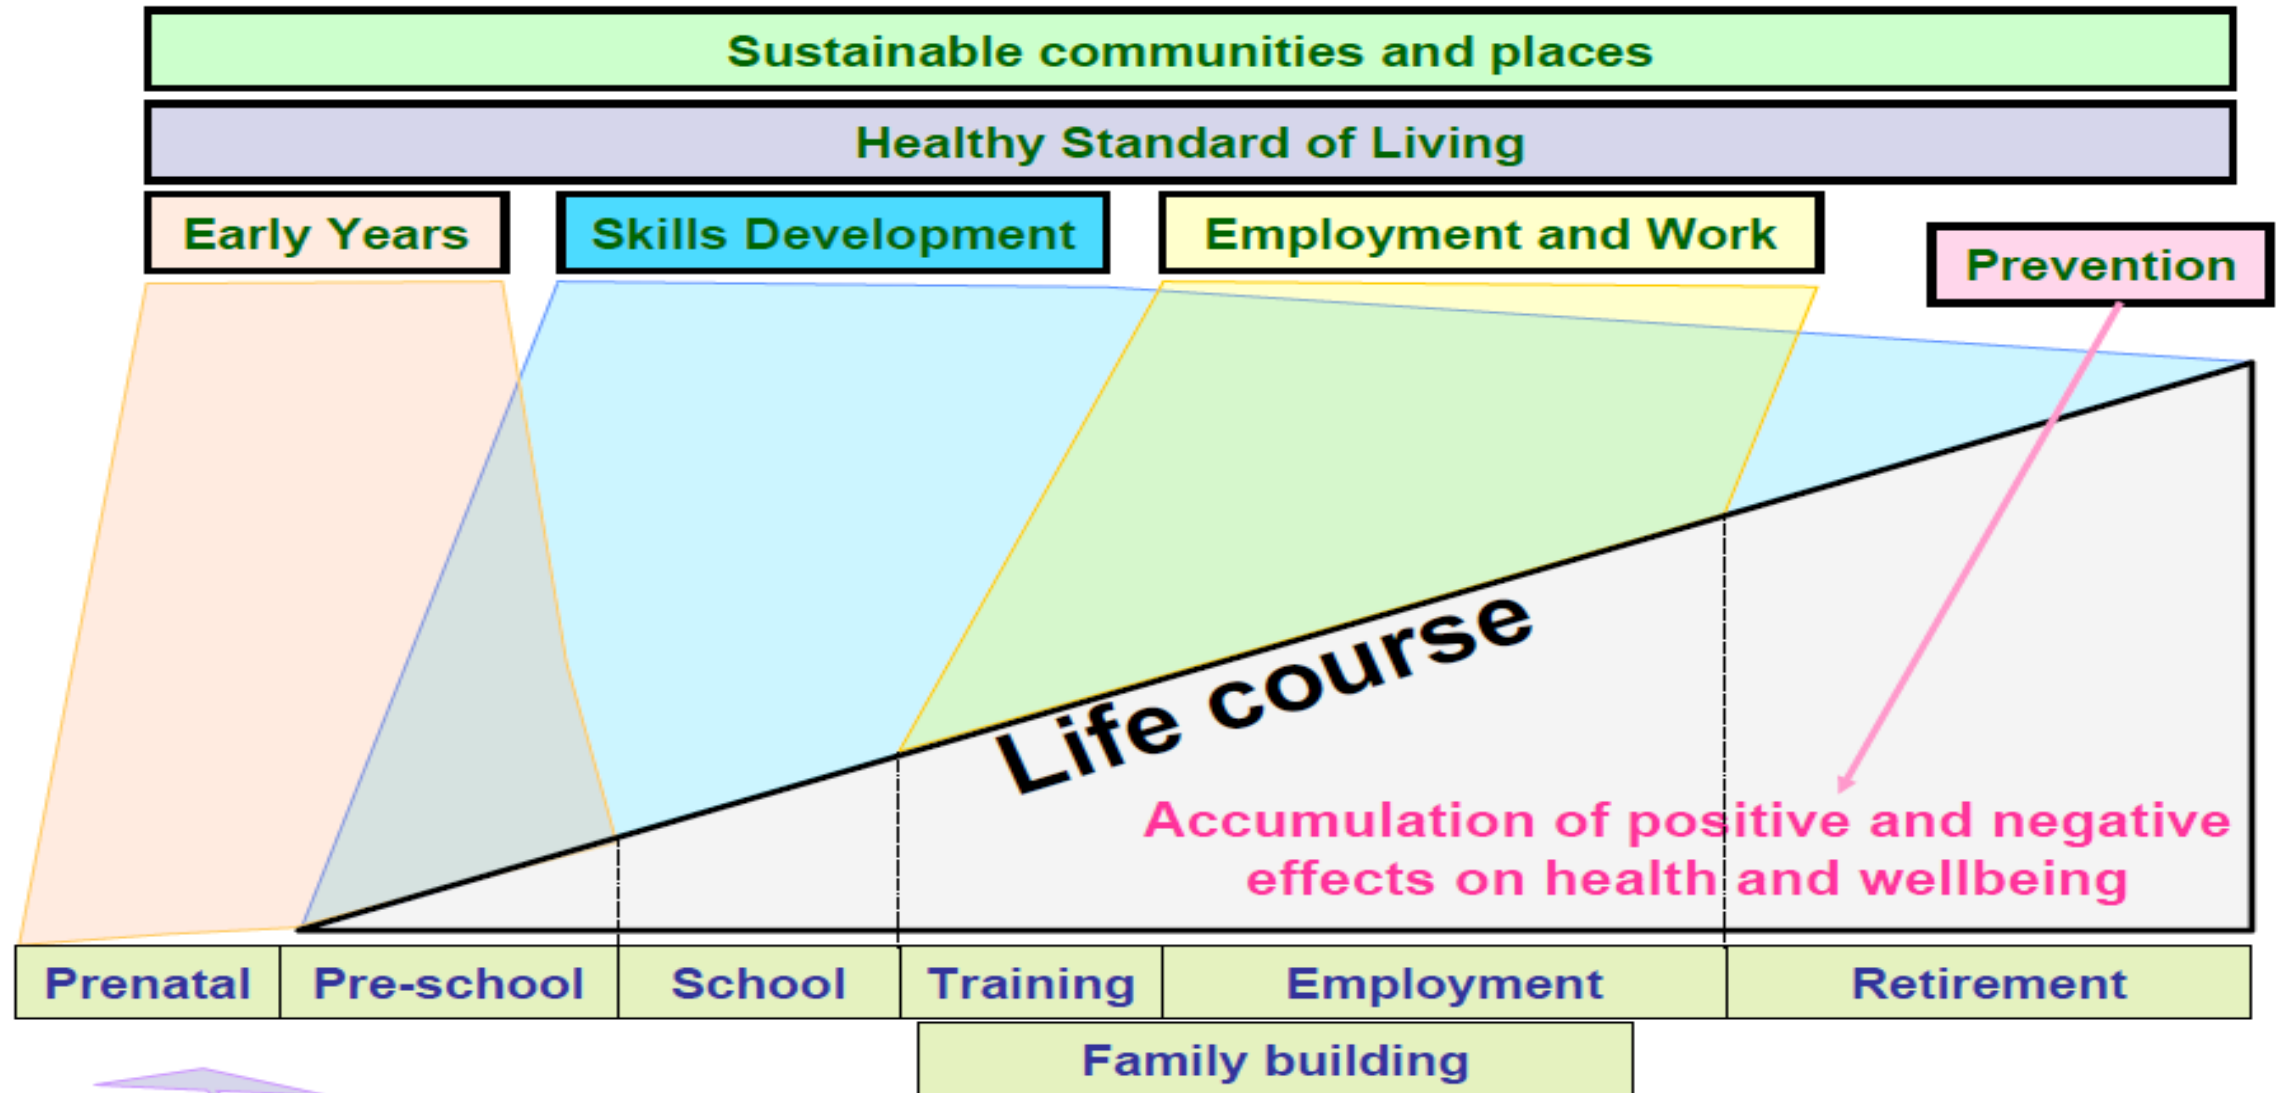 Sustainable communities and places
Healthy Standard of Living
Early Years
Skills Development
Employment and Work
Prevention
Life course
Accumulation of positive and negative
effects on health and wellbeing
Prenatal
Pre-school
School
Training
Employment
Retirement
Family building